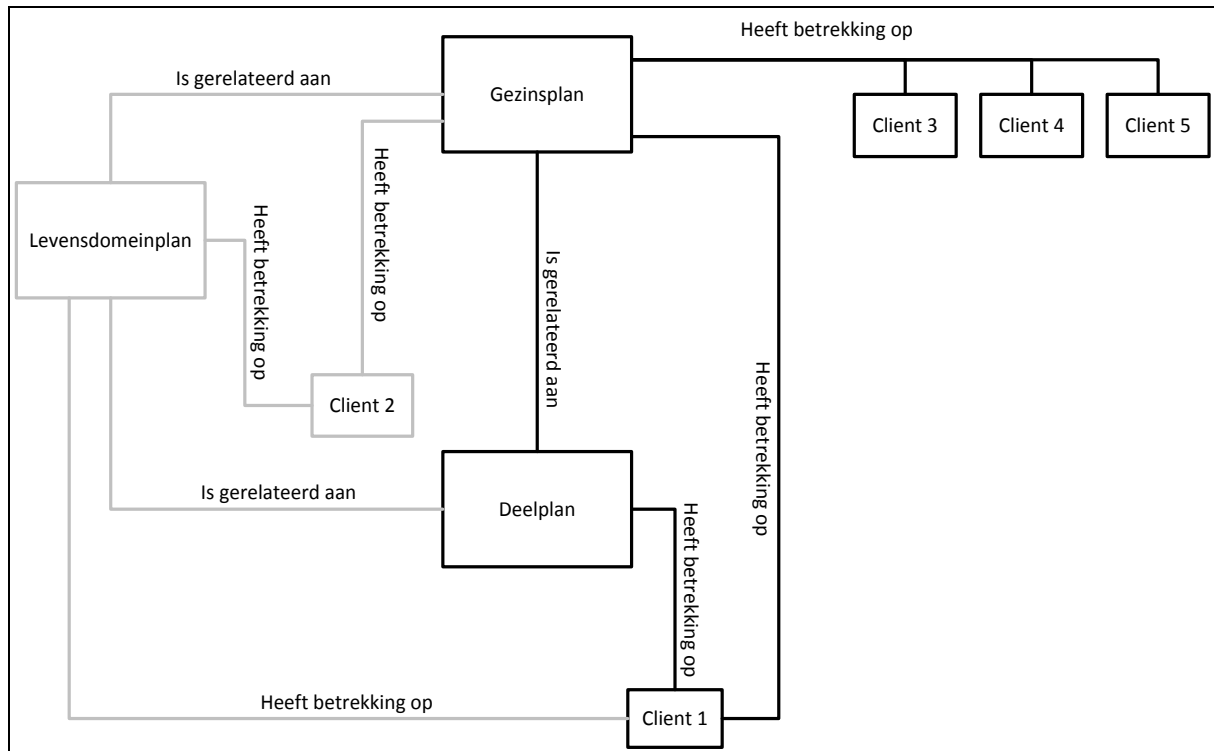 Heeft betrekking op
Is gerelateerd aan
Gezinsplan
Client 3
Client 4
Client 5
Heeft betrekking op
Levensdomeinplan
Heeft betrekking op
Is gerelateerd aan
Heeft betrekking op
Client 2
Is gerelateerd aan
Deelplan
Heeft betrekking op
Heeft betrekking op
Client 1